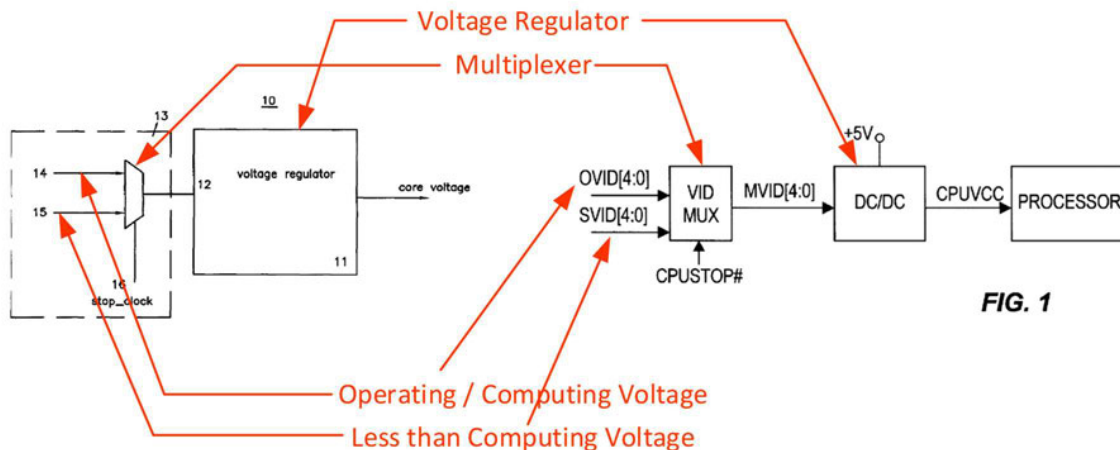 Voltage Regulator
Multiplexer
10
13
14
15
12
voltage regulator
core voltage
11
16
stop_clock
+5V
OVID[4:0]
SVID[4:0]
VID
MUX
MVID[4:0]
DC/DC
CPUVCC
PROCESSOR
CPUSTOP#
FIG. 1
Operating / Computing Voltage
Less than Computing Voltage